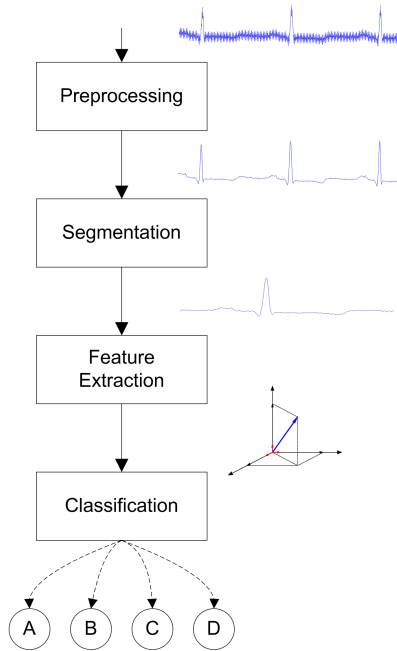 Preprocessing
Segmentation
Feature
Extraction
Classification
A B C D